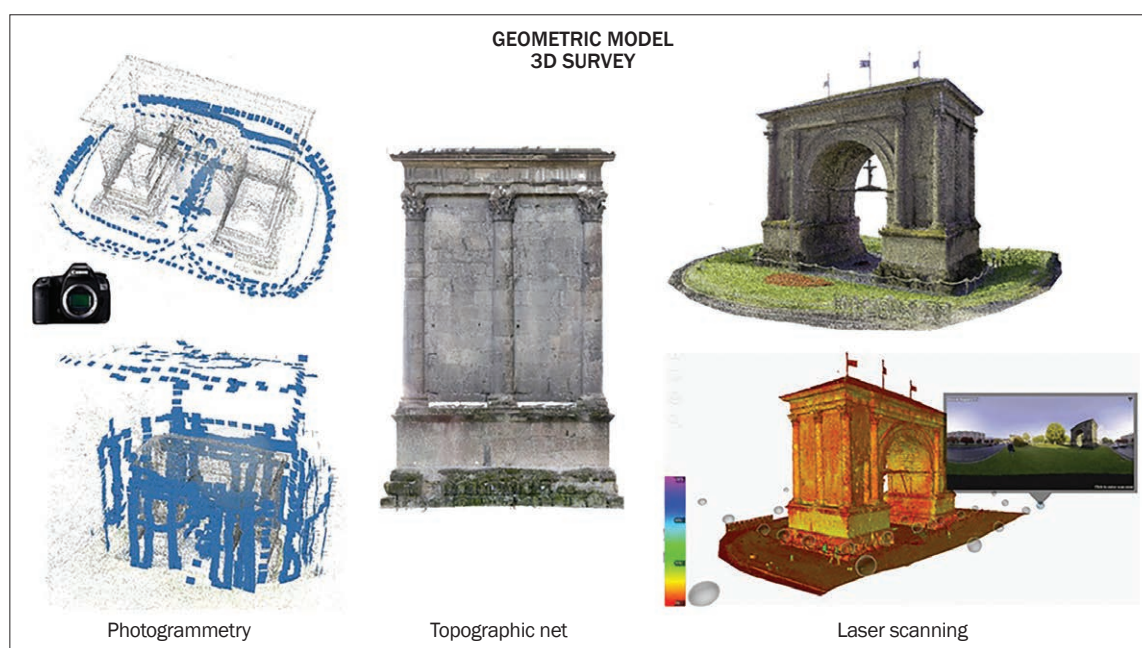 GEOMETRIC MODEL
3D SURVEY
Photogrammetry
Topographic net
Laser scanning